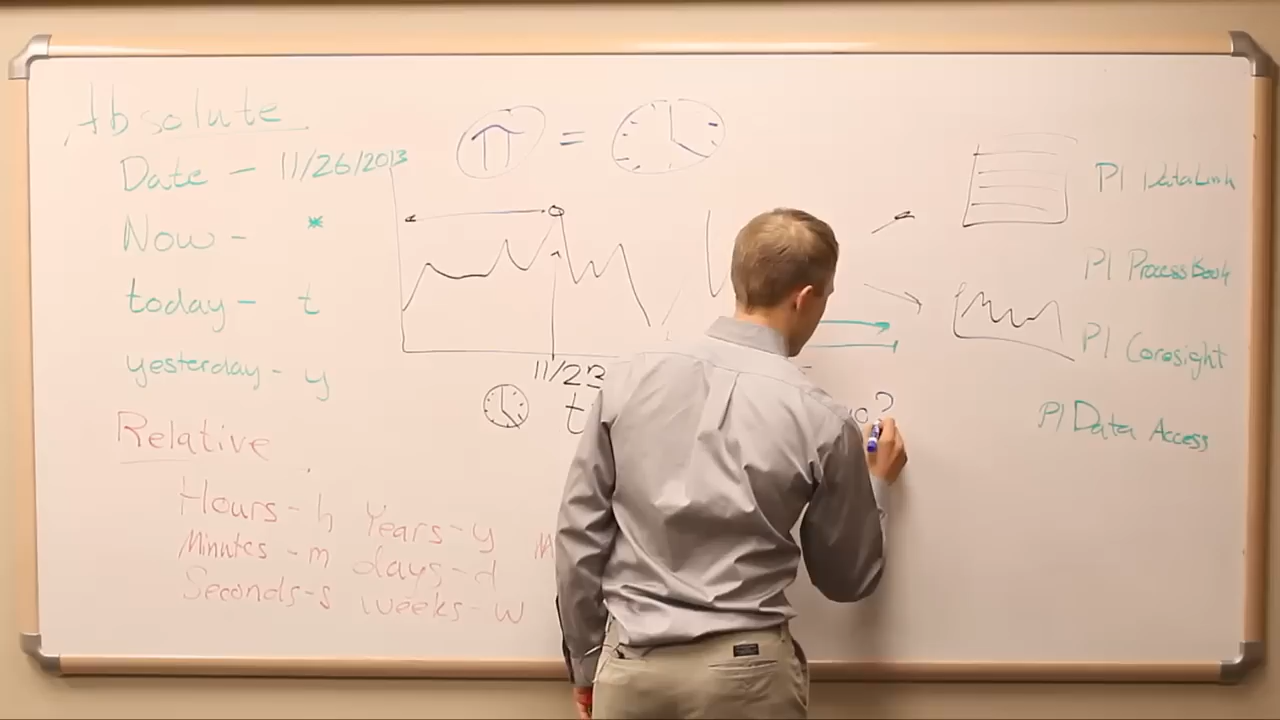 Absolute
Date - 11/26/2013
Now - *
today - t
yesterday - y
Relative
Hours - h Years - y
Minutes - m days - d
Seconds - s weeks - w
π =
11/23
t
?
PI DataLink
PI ProcessBook
PI Coresight
PI Data Access